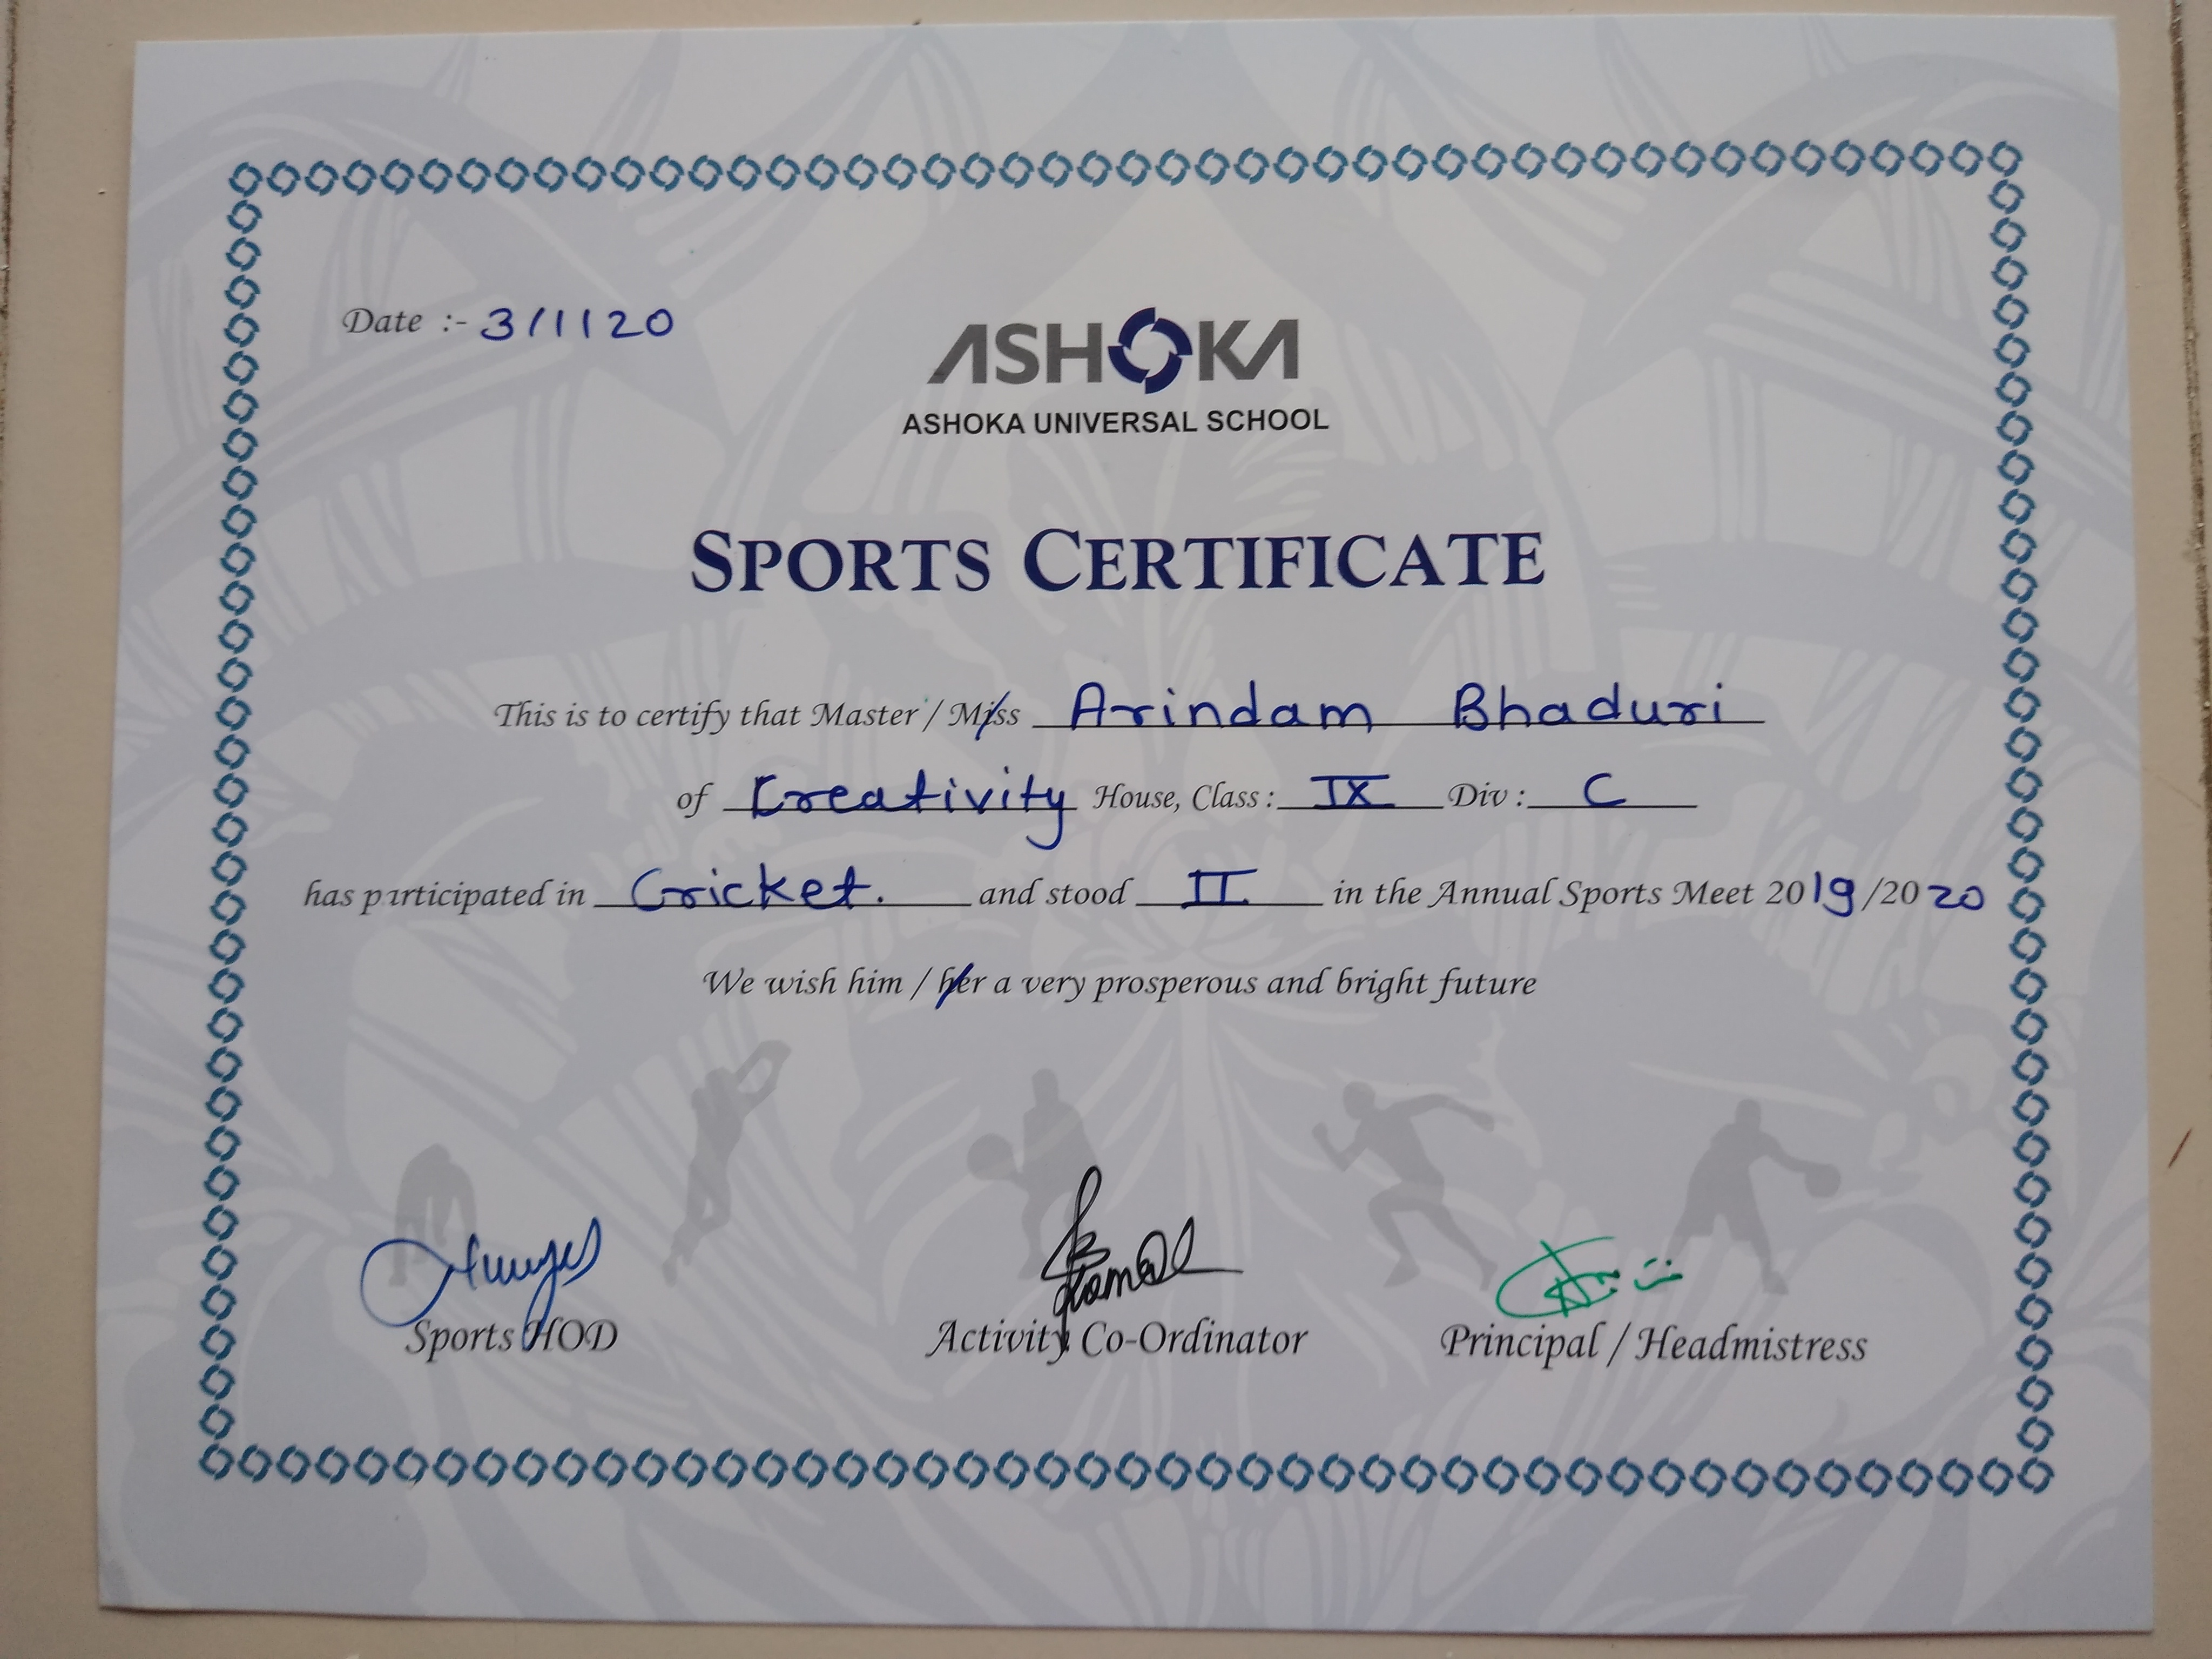 Date :- 3/1/20
ASHOKA
ASHOKA UNIVERSAL SCHOOL
SPORTS CERTIFICATE
This is to certify that Master / Miss Arindam Bhaduri
of Creativity House, Class : IX Div : C
has participated in Cricket. and stood II in the Annual Sports Meet 2019/2020
We wish him / her a very prosperous and bright future
Sports HOD Activity Co-Ordinator Principal / Headmistress